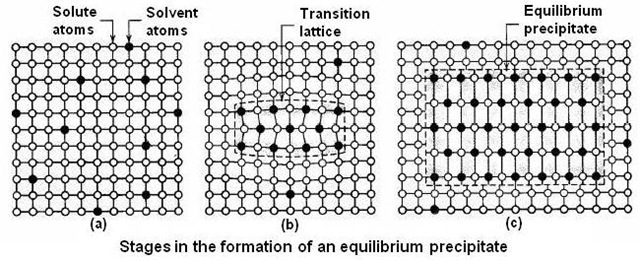 Solute
atoms
Solvent
atoms
Transition
lattice
Equilibrium
precipitate
(a)
(b)
(c)
Stages in the formation of an equilibrium precipitate